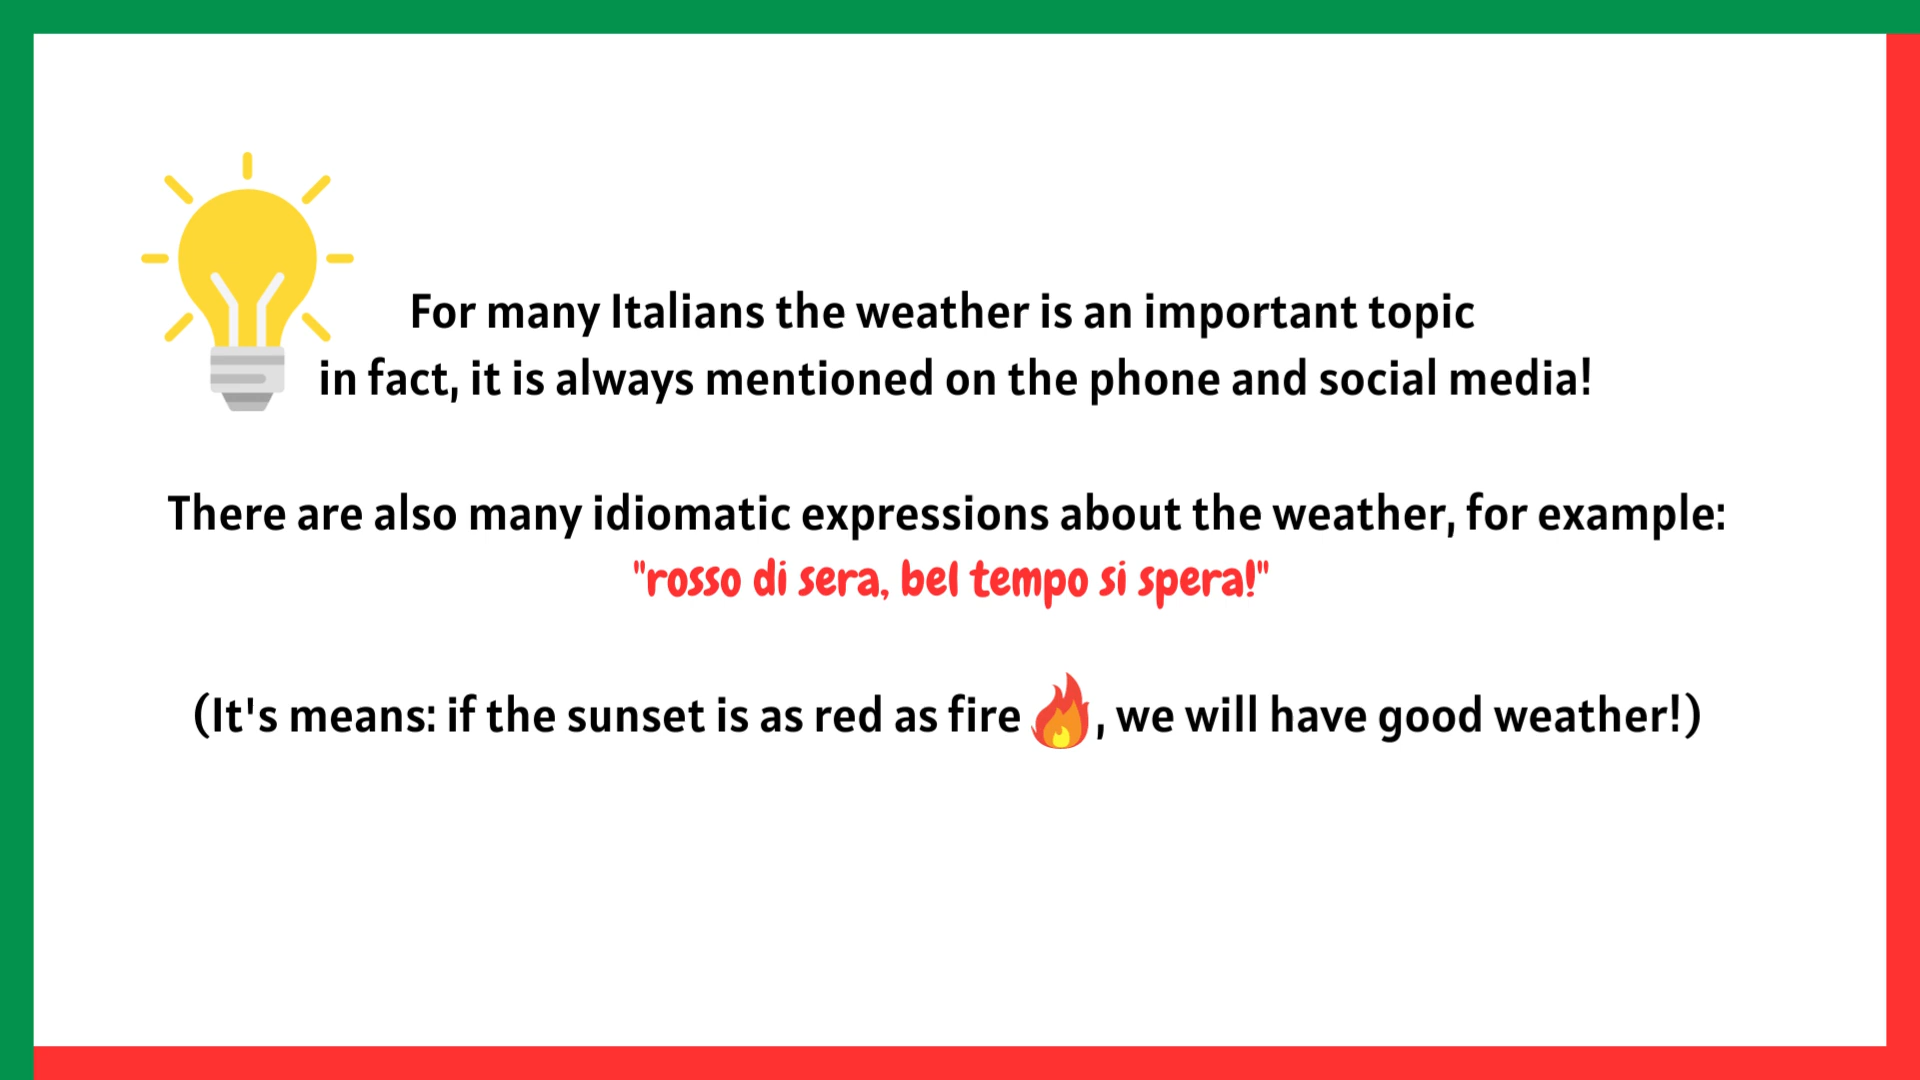 For many Italians the weather is an important topic
in fact, it is always mentioned on the phone and social media!
There are also many idiomatic expressions about the weather, for example:
"rosso di sera, bel tempo si spera!"
(It's means: if the sunset is as red as fire 🔥, we will have good weather!)